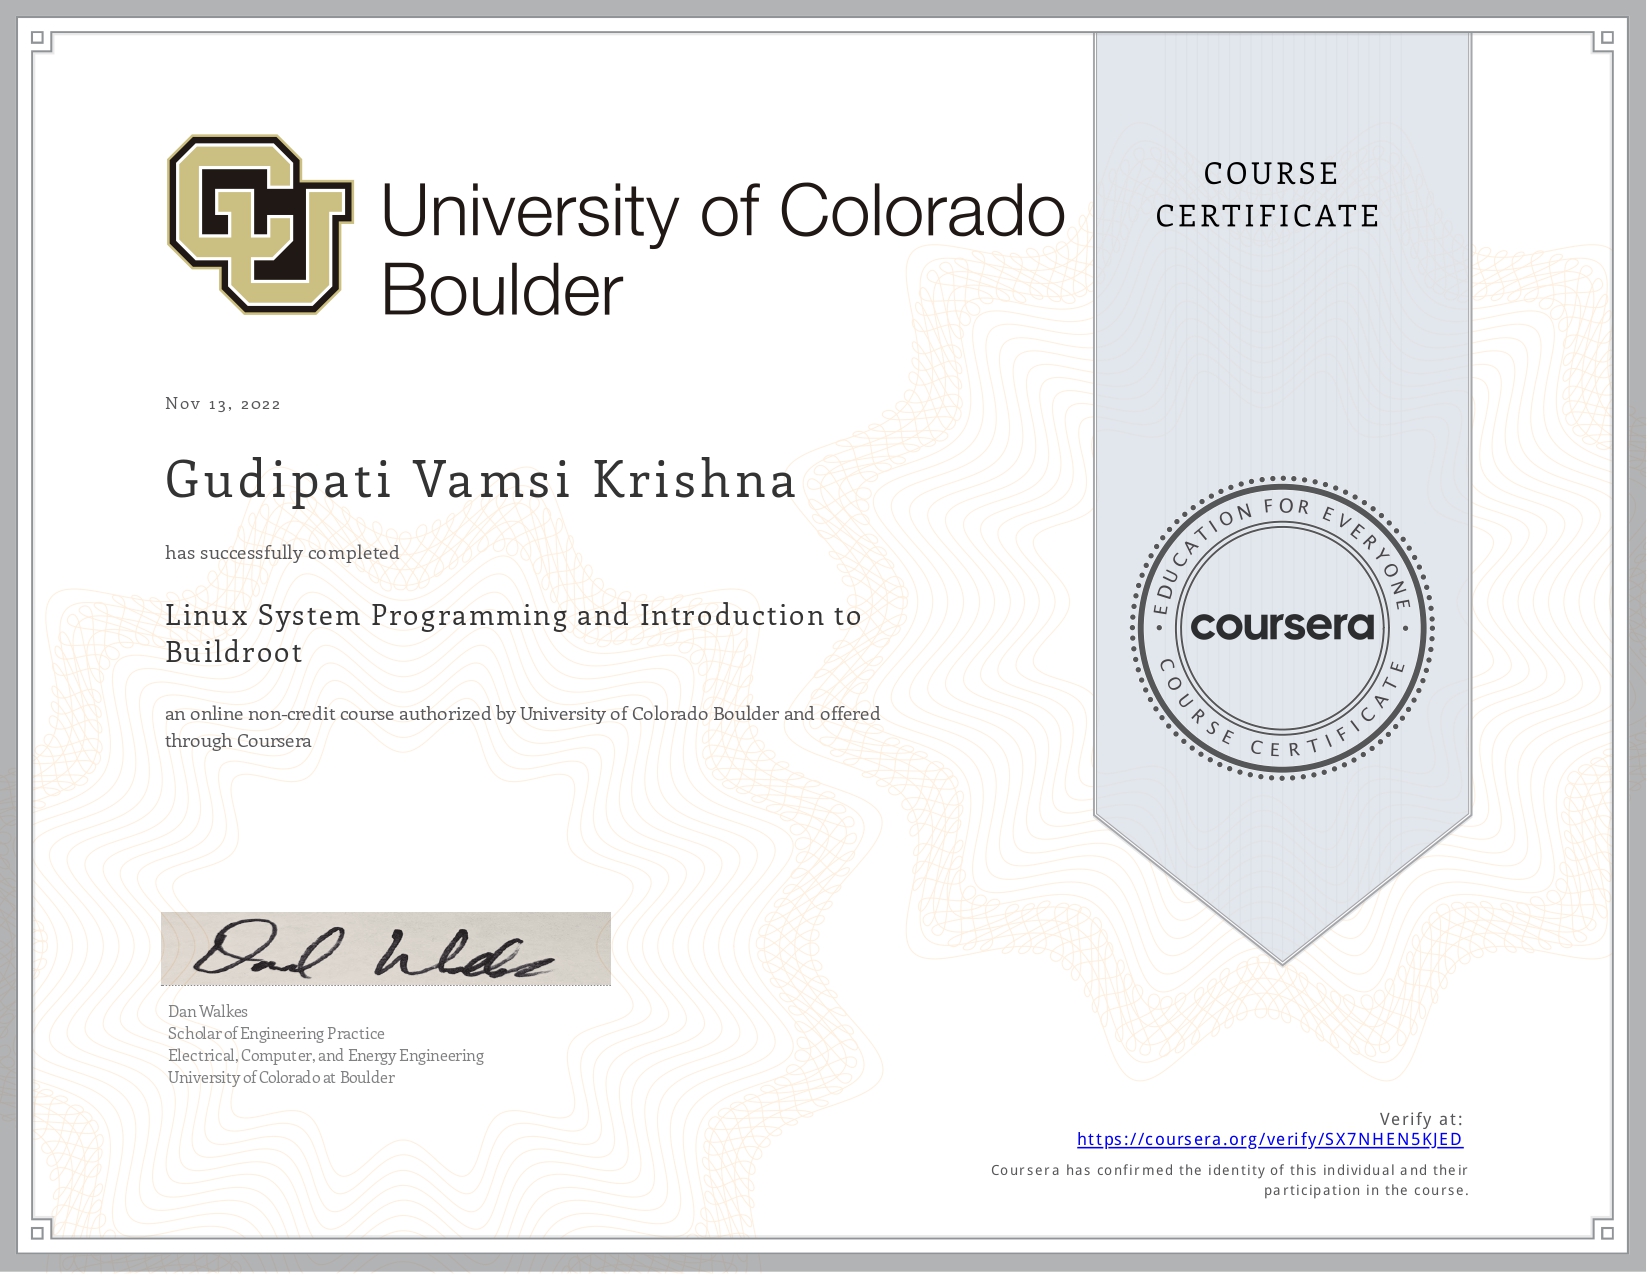 University of Colorado
Boulder
COURSE
CERTIFICATE
Nov 13, 2022
Gudipati Vamsi Krishna
has successfully completed
Linux System Programming and Introduction to
Buildroot
an online non-credit course authorized by University of Colorado Boulder and offered
through Coursera
EDUCATION FOR EVERYONE
coursera
COURSE CERTIFICATE
Dan Walkes
Scholar of Engineering Practice
Electrical, Computer, and Energy Engineering
University of Colorado at Boulder
Verify at:
https://coursera.org/verify/SX7NHEN5KJED
Coursera has confirmed the identity of this individual and their
participation in the course.